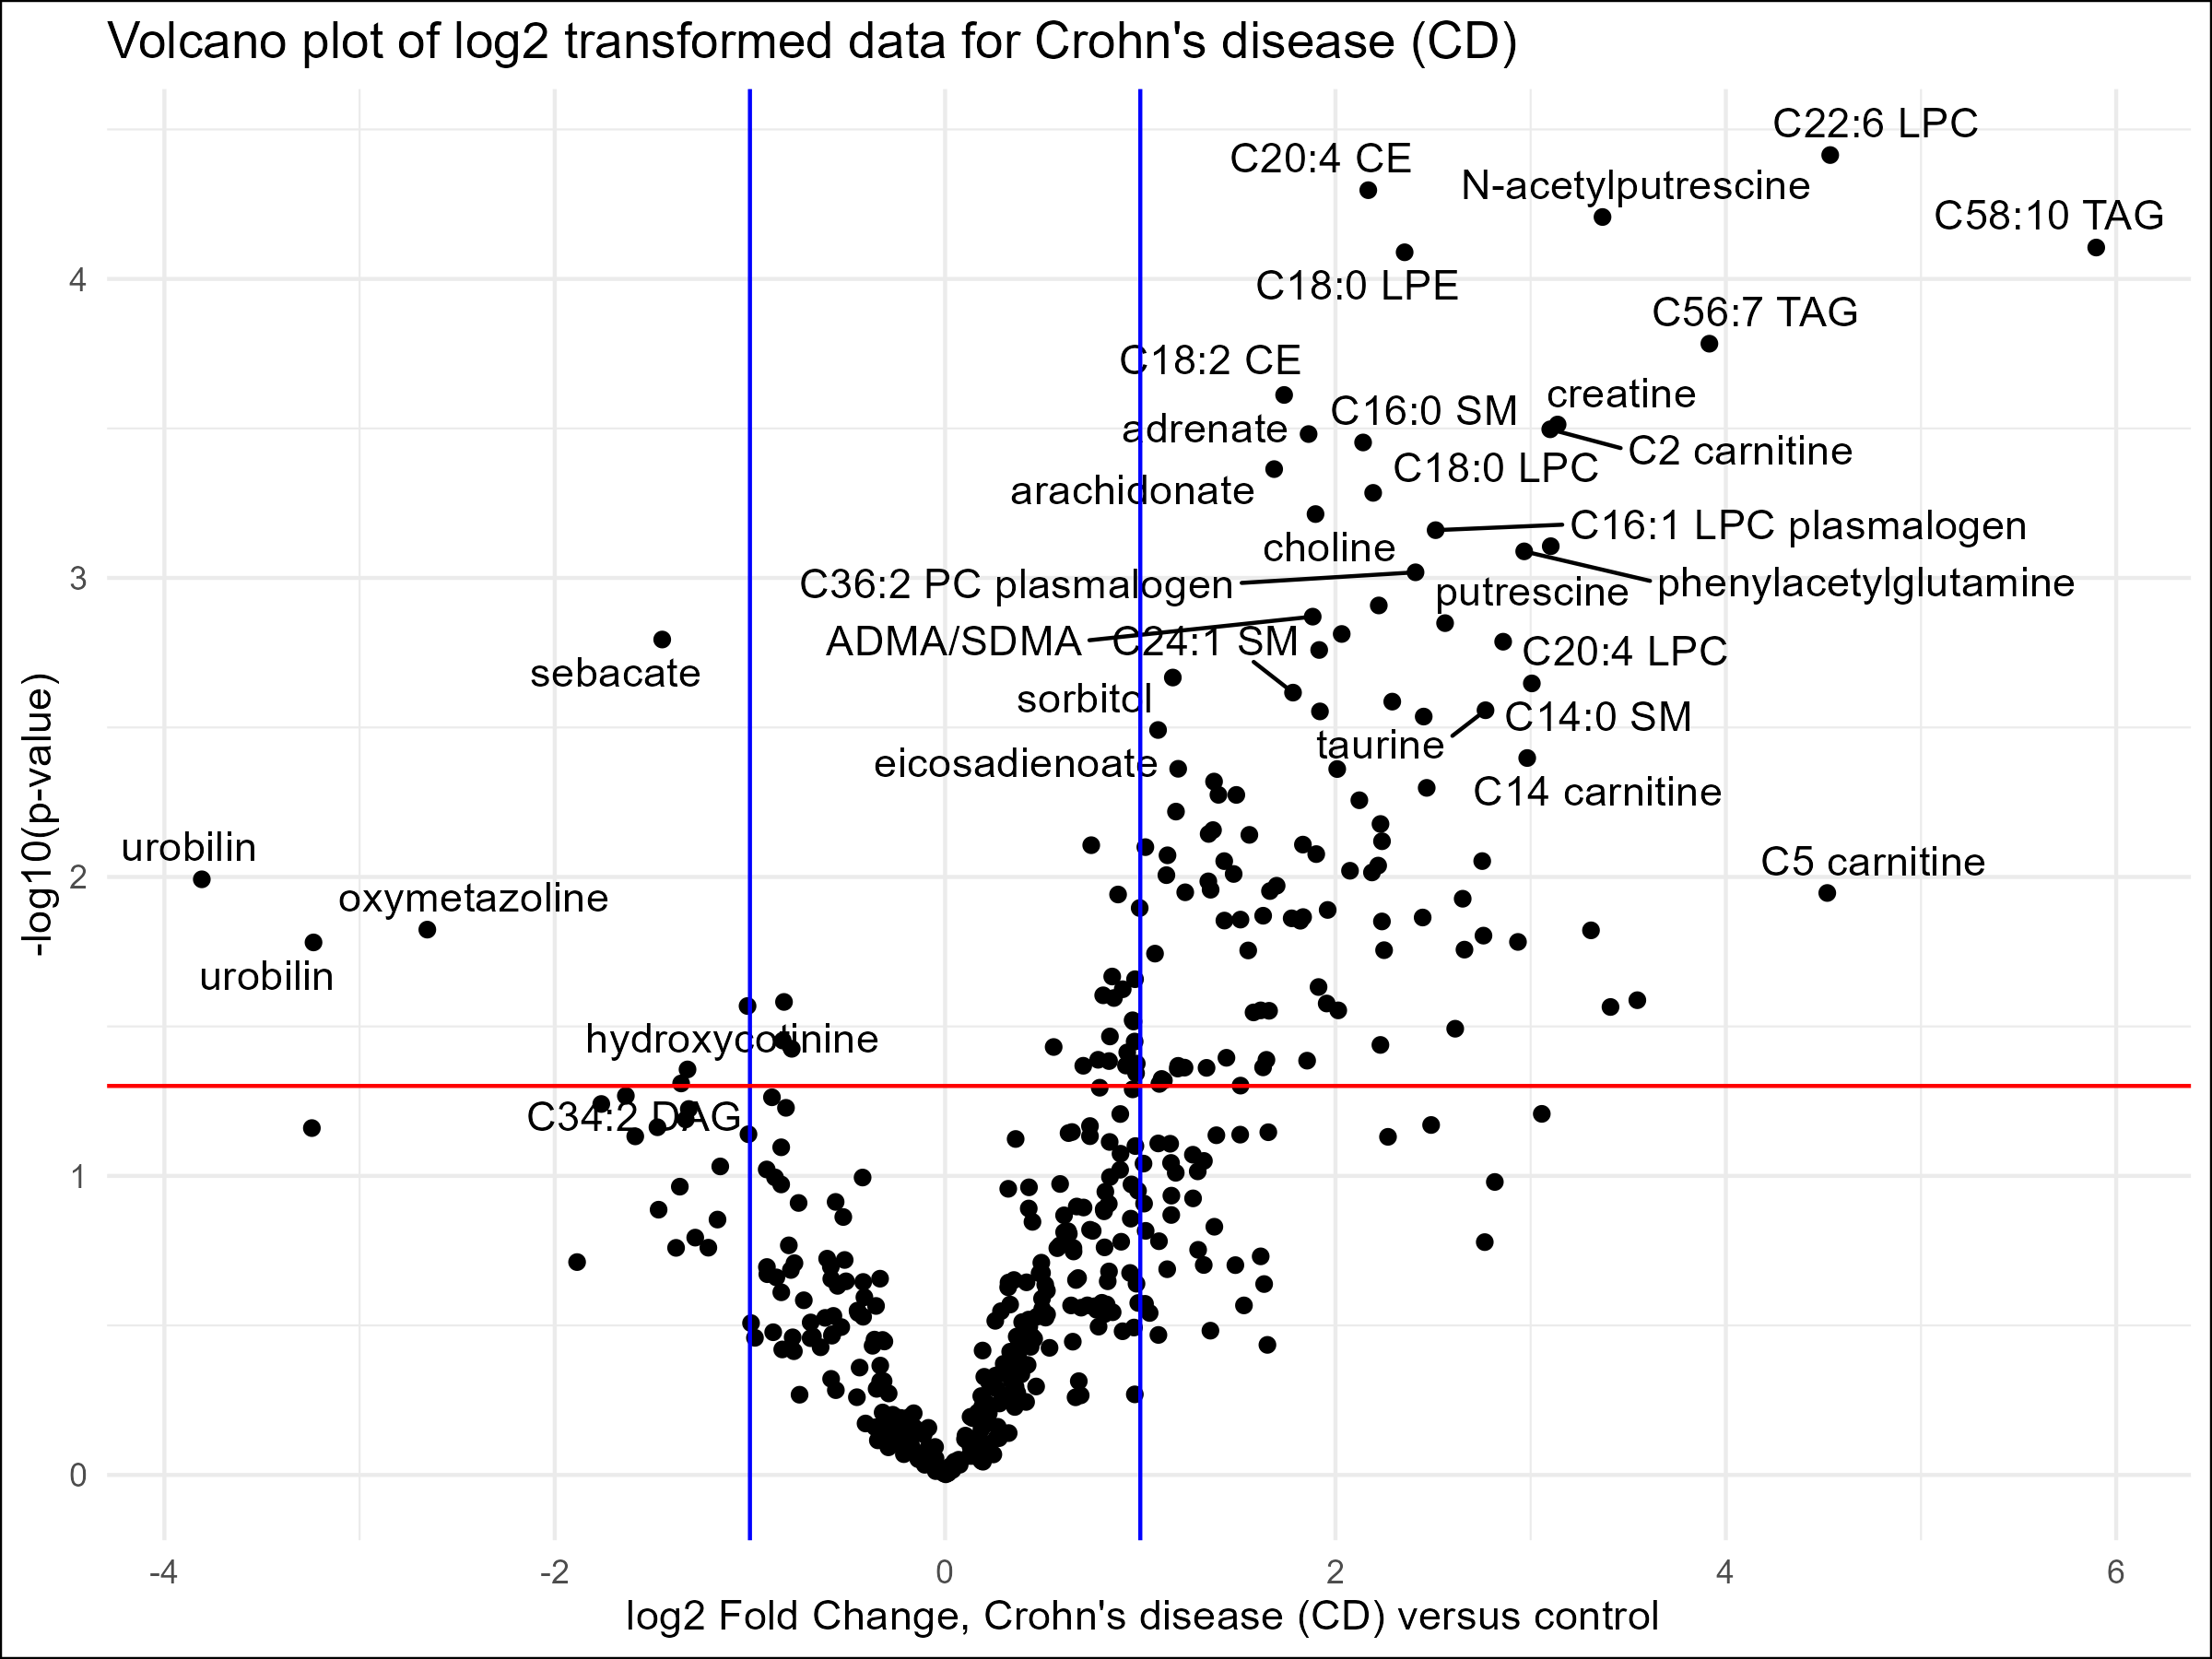 Volcano plot of log2 transformed data for Crohn's disease (CD)
C22:6 LPC
C20:4 CE
N-acetylputrescine
C58:10 TAG
C18:0 LPE
C56:7 TAG
C18:2 CE
creatine
C16:0 SM
adrenate
C2 carnitine
C18:0 LPC
arachidonate
C16:1 LPC plasmalogen
choline
C36:2 PC plasmalogen
phenylacetylglutamine
putrescine
ADMA/SDMA
C24:1 SM
C20:4 LPC
sebacate
sorbitol
C14:0 SM
taurine
eicosadienoate
C14 carnitine
urobilin
C5 carnitine
oxymetazoline
urobilin
hydroxycotinine
C34:2 DAG
4
3
2
1
0
-log10(p-value)
-4
-2
0
2
4
6
log2 Fold Change, Crohn's disease (CD) versus control